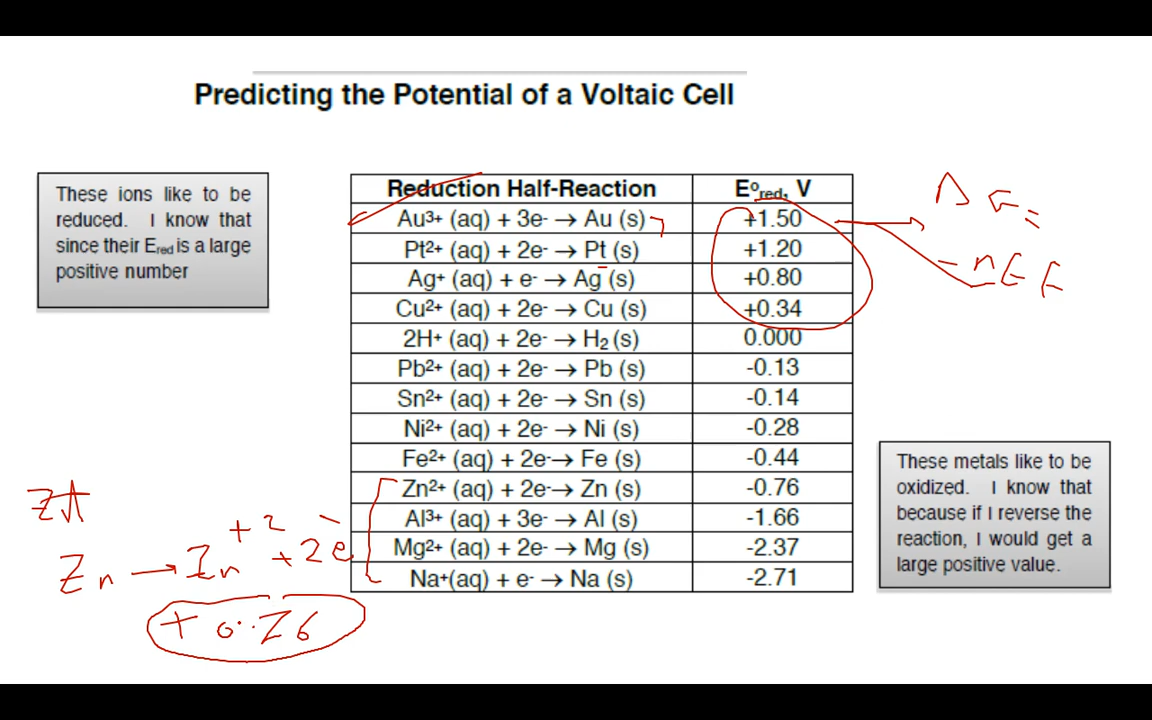 Predicting the Potential of a Voltaic Cell
These ions like to be
reduced. I know that
since their Ered is a large
positive number
Reduction Half-Reaction E°red, V
Au3+ (aq) + 3e- → Au (s) +1.50
Pt2+ (aq) + 2e- → Pt (s) +1.20
Ag+ (aq) + e- → Ag (s) +0.80
Cu2+ (aq) + 2e- → Cu (s) +0.34
2H+ (aq) + 2e- → H2 (s) 0.000
Pb2+ (aq) + 2e- → Pb (s) -0.13
Sn2+ (aq) + 2e- → Sn (s) -0.14
Ni2+ (aq) + 2e- → Ni (s) -0.28
Fe2+ (aq) + 2e-→ Fe (s) -0.44
Zn2+ (aq) + 2e-→ Zn (s) -0.76
Al3+ (aq) + 3e- → Al (s) -1.66
Mg2+ (aq) + 2e- → Mg (s) -2.37
Na+(aq) + e- → Na (s) -2.71
ΔG=
-nEF
These metals like to be
oxidized. I know that
because if I reverse the
reaction, I would get a
large positive value.
Zn → Zn+2 + 2e-
+0.76